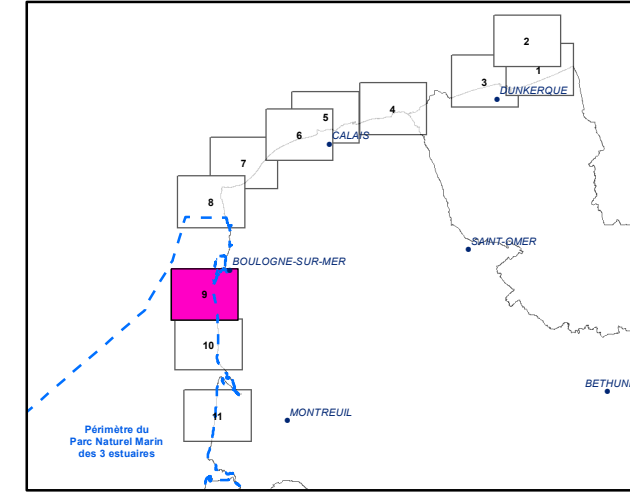 2
1
3
DUNKERQUE
4
5
6
CALAIS
7
8
SAINT-OMER
BOULOGNE-SUR-MER
9
10
BETHUN
11
MONTREUIL
Périmètre du
Parc Naturel Marin
des 3 estuaires